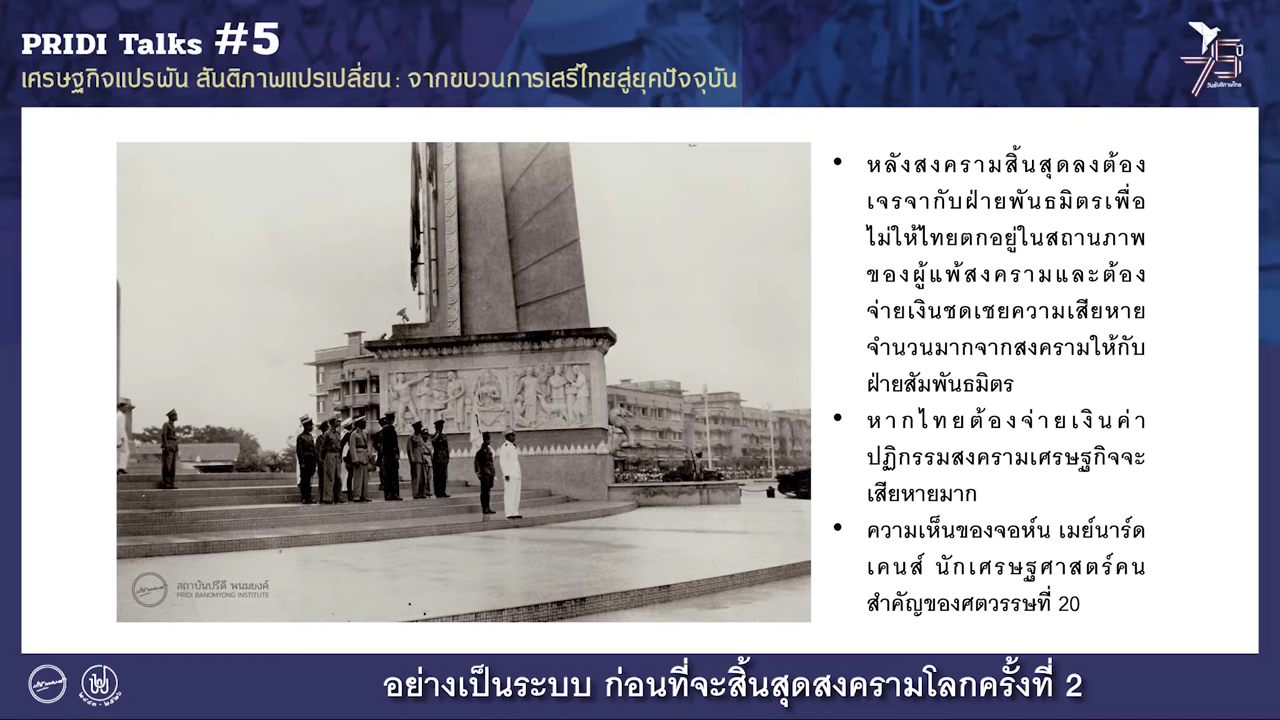 PRIDI Talks #5
เศรษฐกิจแปรผัน สันติภาพแปรเปลี่ยน : จากขบวนการเสรีไทยสู่ยุคปัจจุบัน
75 ปี
วันสันติภาพไทย
• หลังสงครามสิ้นสุดลงต้อง
เจรจากับฝ่ายพันธมิตรเพื่อ
ไม่ให้ไทยตกอยู่ในสถานภาพ
ของผู้แพ้สงครามและต้อง
จ่ายเงินชดเชยความเสียหาย
จำนวนมากจากสงครามให้กับ
ฝ่ายสัมพันธมิตร
• หากไทยต้องจ่ายเงินค่า
ปฏิกรรมสงครามเศรษฐกิจจะ
เสียหายมาก
• ความเห็นของจอห์น เมย์นาร์ด
เคนส์ นักเศรษฐศาสตร์คน
สำคัญของศตวรรษที่ 20
สถาบันปรีดี พนมยงค์
PRIDI BANOMYONG INSTITUTE
อย่างเป็นระบบ ก่อนที่จะสิ้นสุดสงครามโลกครั้งที่ 2